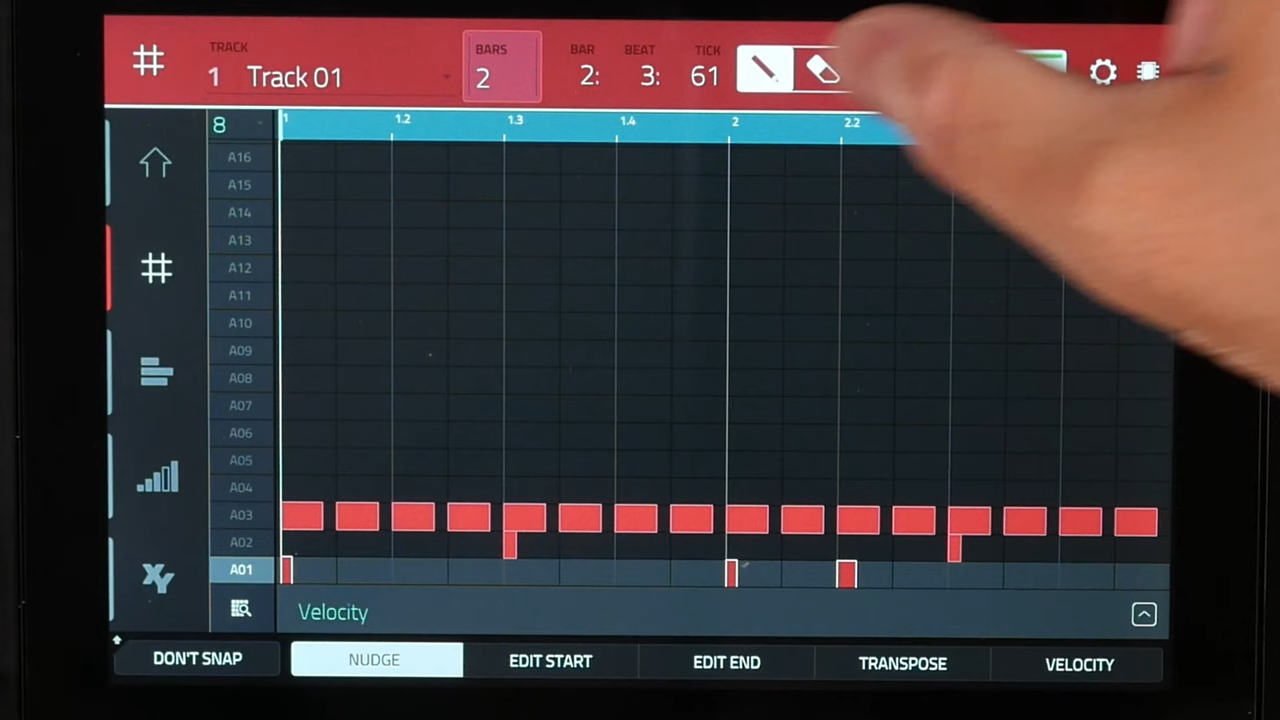 TRACK
1 Track 01
BARS
2
BAR BEAT TICK
2: 3: 61
8
1 1.2 1.3 1.4 2 2.2
A16
A15
A14
A13
A12
A11
A10
A09
A08
A07
A06
A05
A04
A03
A02
A01
XY
Velocity
DON'T SNAP NUDGE EDIT START EDIT END TRANSPOSE VELOCITY